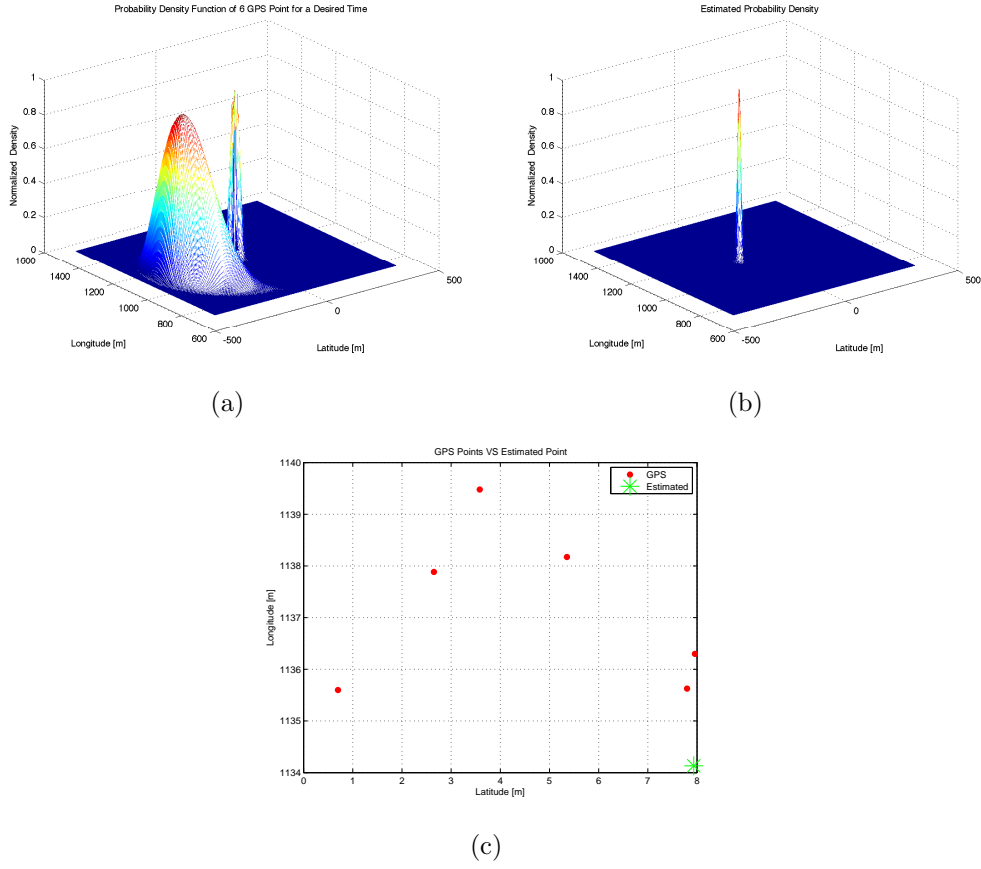 Probability Density Function of 6 GPS Point for a Desired Time
1
0.8
0.6
0.4
0.2
0
Normalized Density
1000
1400
1200
1000
800
600
Longitude [m]
-500
0
500
Latitude [m]
(a)
Estimated Probability Density
1
0.8
0.6
0.4
0.2
0
Normalized Density
1000
1400
1200
1000
800
600
Longitude [m]
-500
0
500
Latitude [m]
(b)
GPS Points VS Estimated Point
GPS
Estimated
1140
1139
1138
1137
1136
1135
1134
Longitude [m]
0 1 2 3 4 5 6 7 8
Latitude [m]
(c)